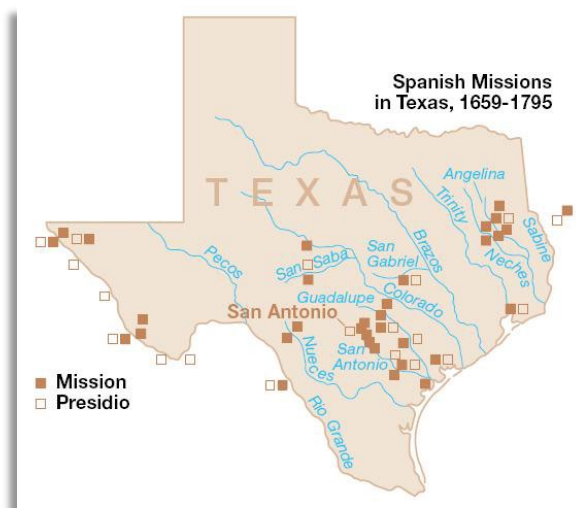 Spanish Missions
in Texas, 1659-1795
TEXAS
Angelina
Trinity
Sabine
Neches
Brazos
San
Gabriel
Pecos
San Saba
Colorado
Guadalupe
San Antonio
San
Antonio
Nueces
Rio Grande
Mission
Presidio